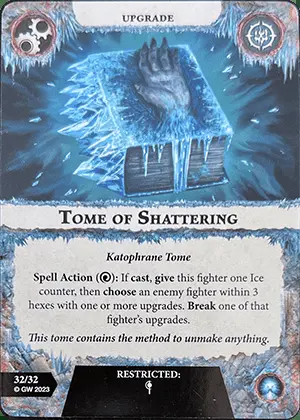 UPGRADE
TOME OF SHATTERING
Katophrane Tome
Spell Action (): If cast, give this fighter one Ice
counter, then choose an enemy fighter within 3
hexes with one or more upgrades. Break one of that
fighter's upgrades.
This tome contains the method to unmake anything.
32/32
© GW 2023
RESTRICTED: